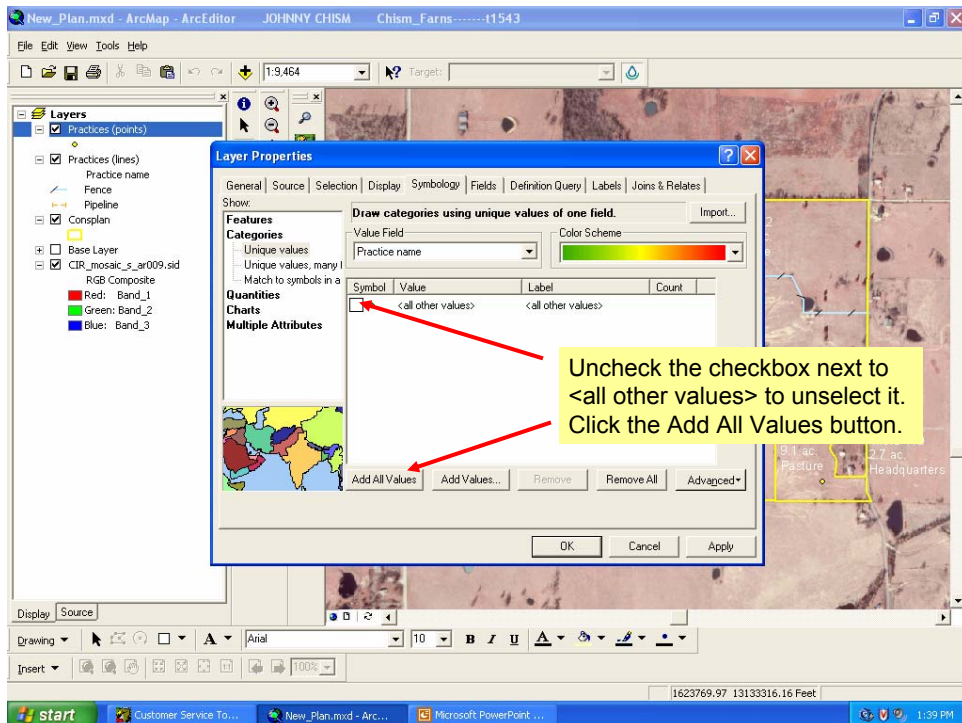 New_Plan.mxd - ArcMap - ArcEditor JOHNNY CHISM Chism_Farns-------t1543
File Edit View Tools Help
1:9,464 Target:
Layers
Practices (points)
Practices (lines)
Practice name
Fence
Pipeline
Consplan
Base Layer
CIR_mosaic_s_ar009.sid
RGB Composite
Red: Band_1
Green: Band_2
Blue: Band_3
Layer Properties
General Source Selection Display Symbology Fields Definition Query Labels Joins & Relates
Show:
Features
Categories
Unique values
Unique values, many
Match to symbols in a
Quantities
Charts
Multiple Attributes
Draw categories using unique values of one field.
Import...
Value Field
Practice name
Color Scheme
Symbol Value Label Count
<all other values> <all other values>
Uncheck the checkbox next to
<all other values> to unselect it.
Click the Add All Values button.
Add All Values Add Values... Remove Remove All Advanced
OK Cancel Apply
9.1 ac.
Pasture
2.7 ac.
Headquarters
Display Source
Drawing A Arial 10 B I U A
Insert 100%
1623769.97 13133316.16 Feet
start Customer Service To... New_Plan.mxd - Arc... Microsoft PowerPoint ... 1:39 PM